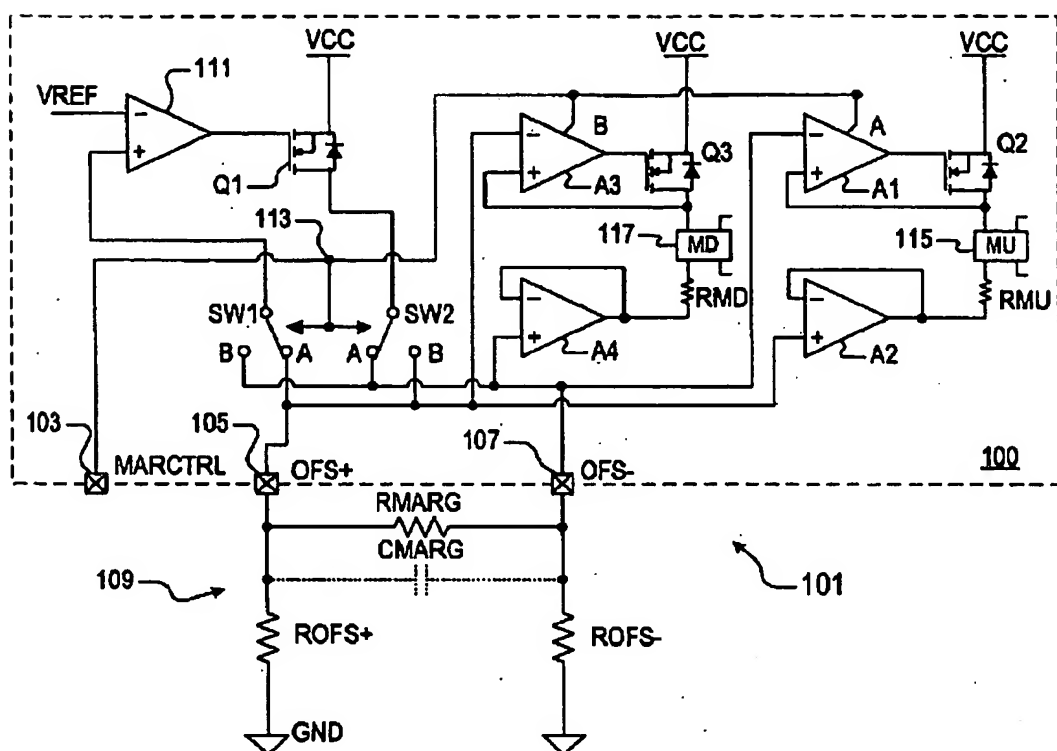 VCC VCC VCC
111
VREF
- +
Q1
- + B A3 Q3
- + A A1 Q2
113
117 MD 115 MU
RMD RMU
SW1 SW2
- + A4
- + A2
B A A B
103 105 107
MARCTRL OFS+ OFS- 100
RMARG
CMARG
109 101
ROFS+ ROFS-
GND